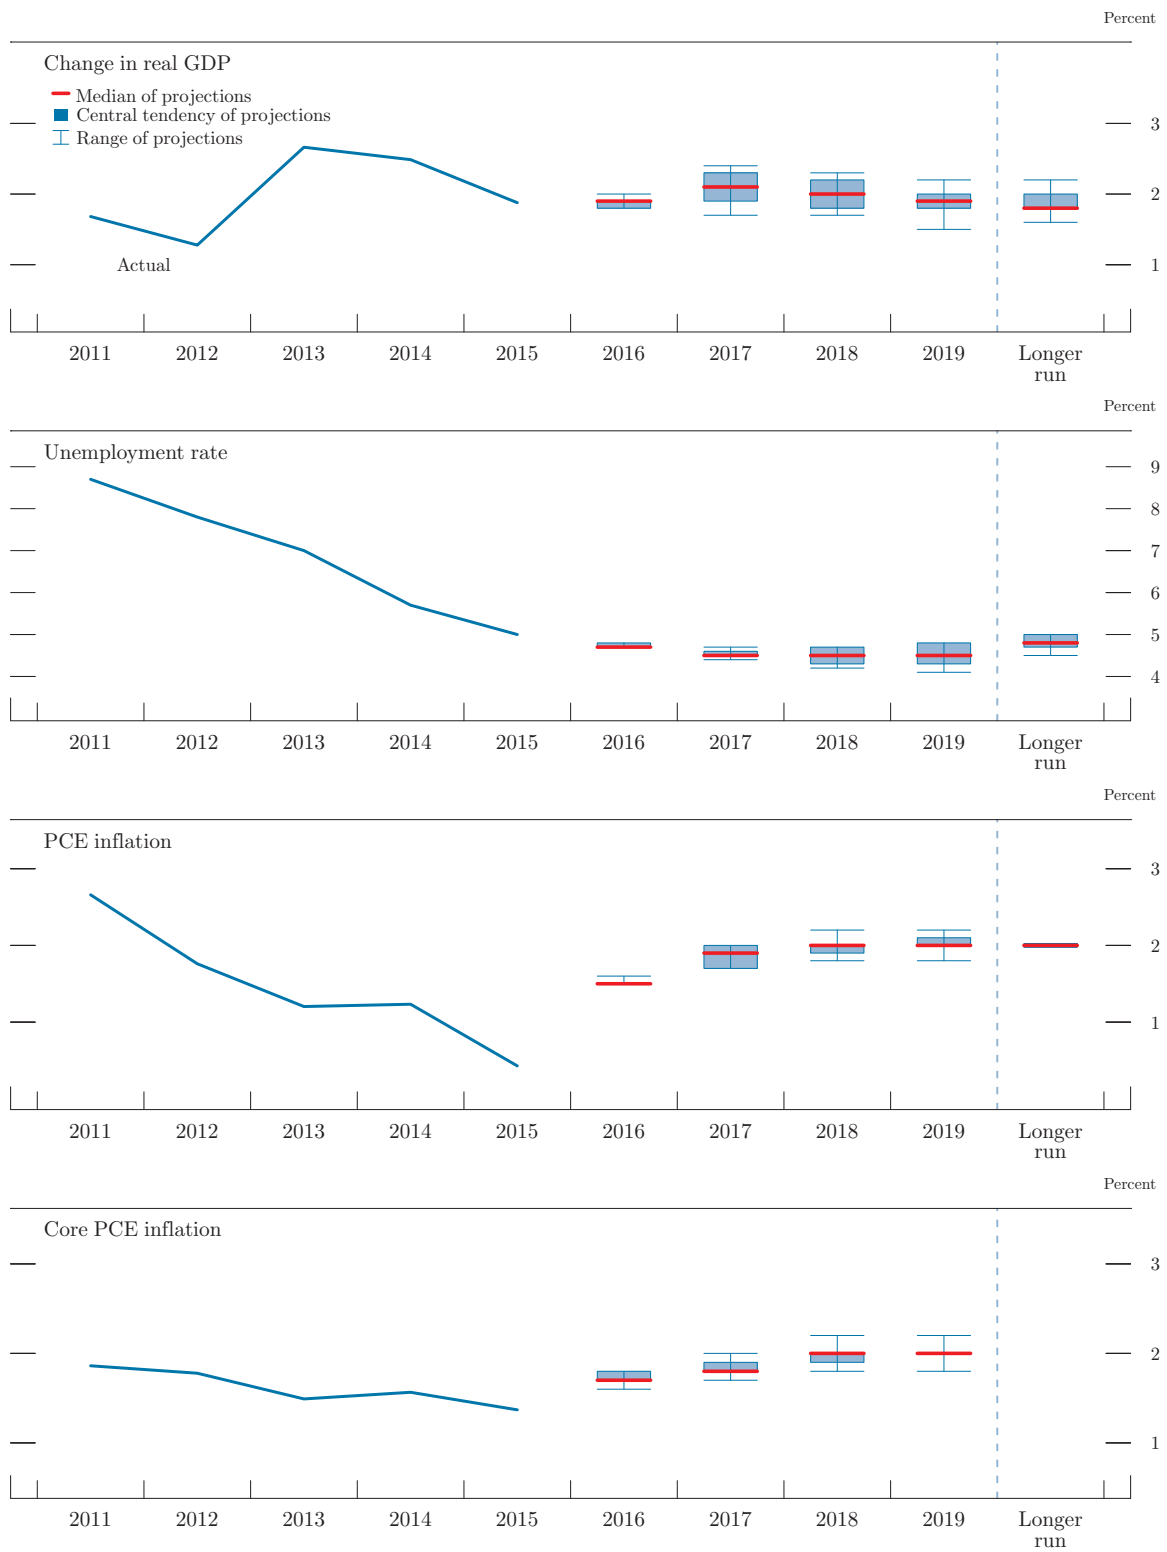 Percent
Change in real GDP
Median of projections
Central tendency of projections
Range of projections
3
2
1
Actual
2011 2012 2013 2014 2015 2016 2017 2018 2019 Longer
run
Percent
Unemployment rate
9
8
7
6
5
4
2011 2012 2013 2014 2015 2016 2017 2018 2019 Longer
run
Percent
PCE inflation
3
2
1
2011 2012 2013 2014 2015 2016 2017 2018 2019 Longer
run
Percent
Core PCE inflation
3
2
1
2011 2012 2013 2014 2015 2016 2017 2018 2019 Longer
run